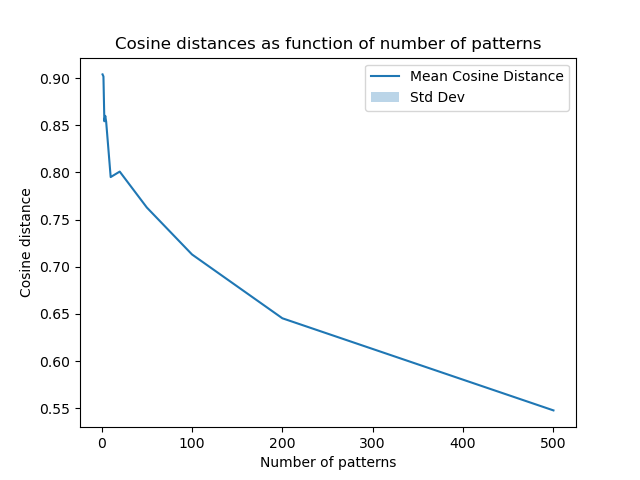 Cosine distances as function of number of patterns
Mean Cosine Distance
Std Dev
Cosine distance
0.90
0.85
0.80
0.75
0.70
0.65
0.60
0.55
0
100
200
300
400
500
Number of patterns